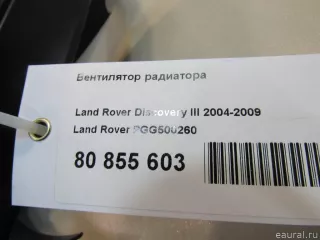 Вентилятор радиатора
Land Rover Discovery III 2004-2009
Land Rover PGG500260
80 855 603
eaural.ru